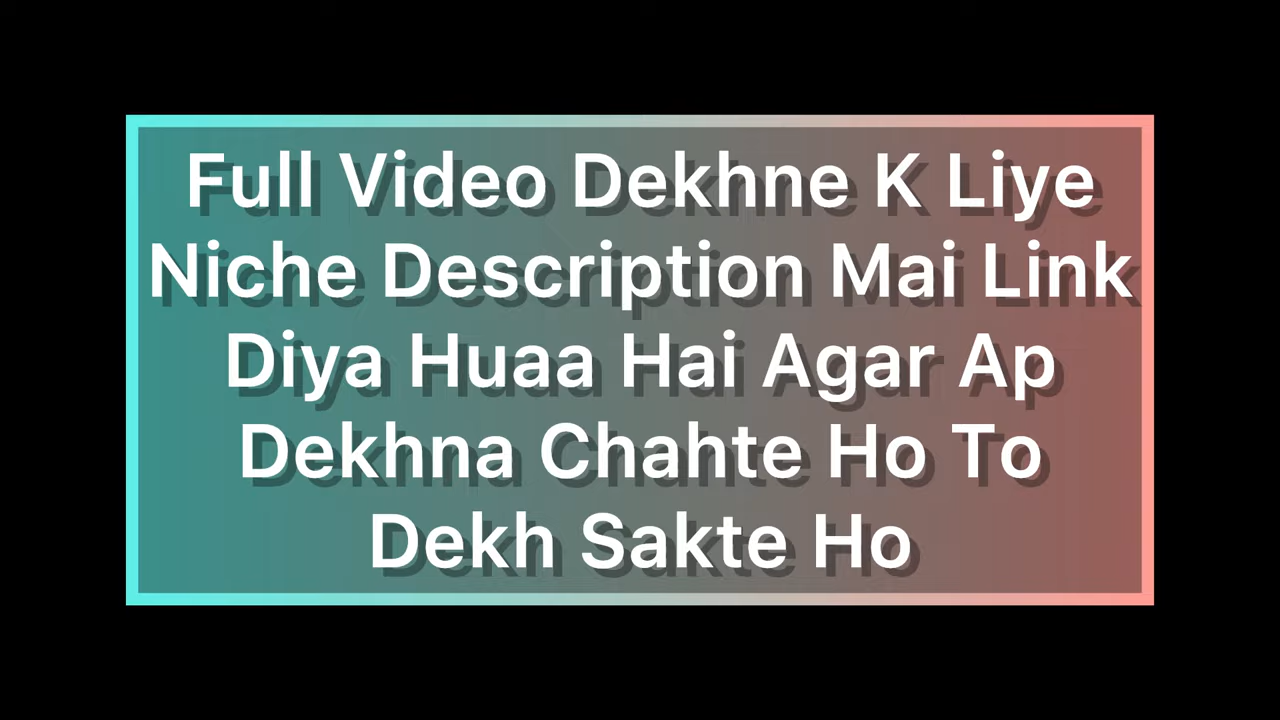 Full Video Dekhne K Liye
Niche Description Mai Link
Diya Huaa Hai Agar Ap
Dekhna Chahte Ho To
Dekh Sakte Ho